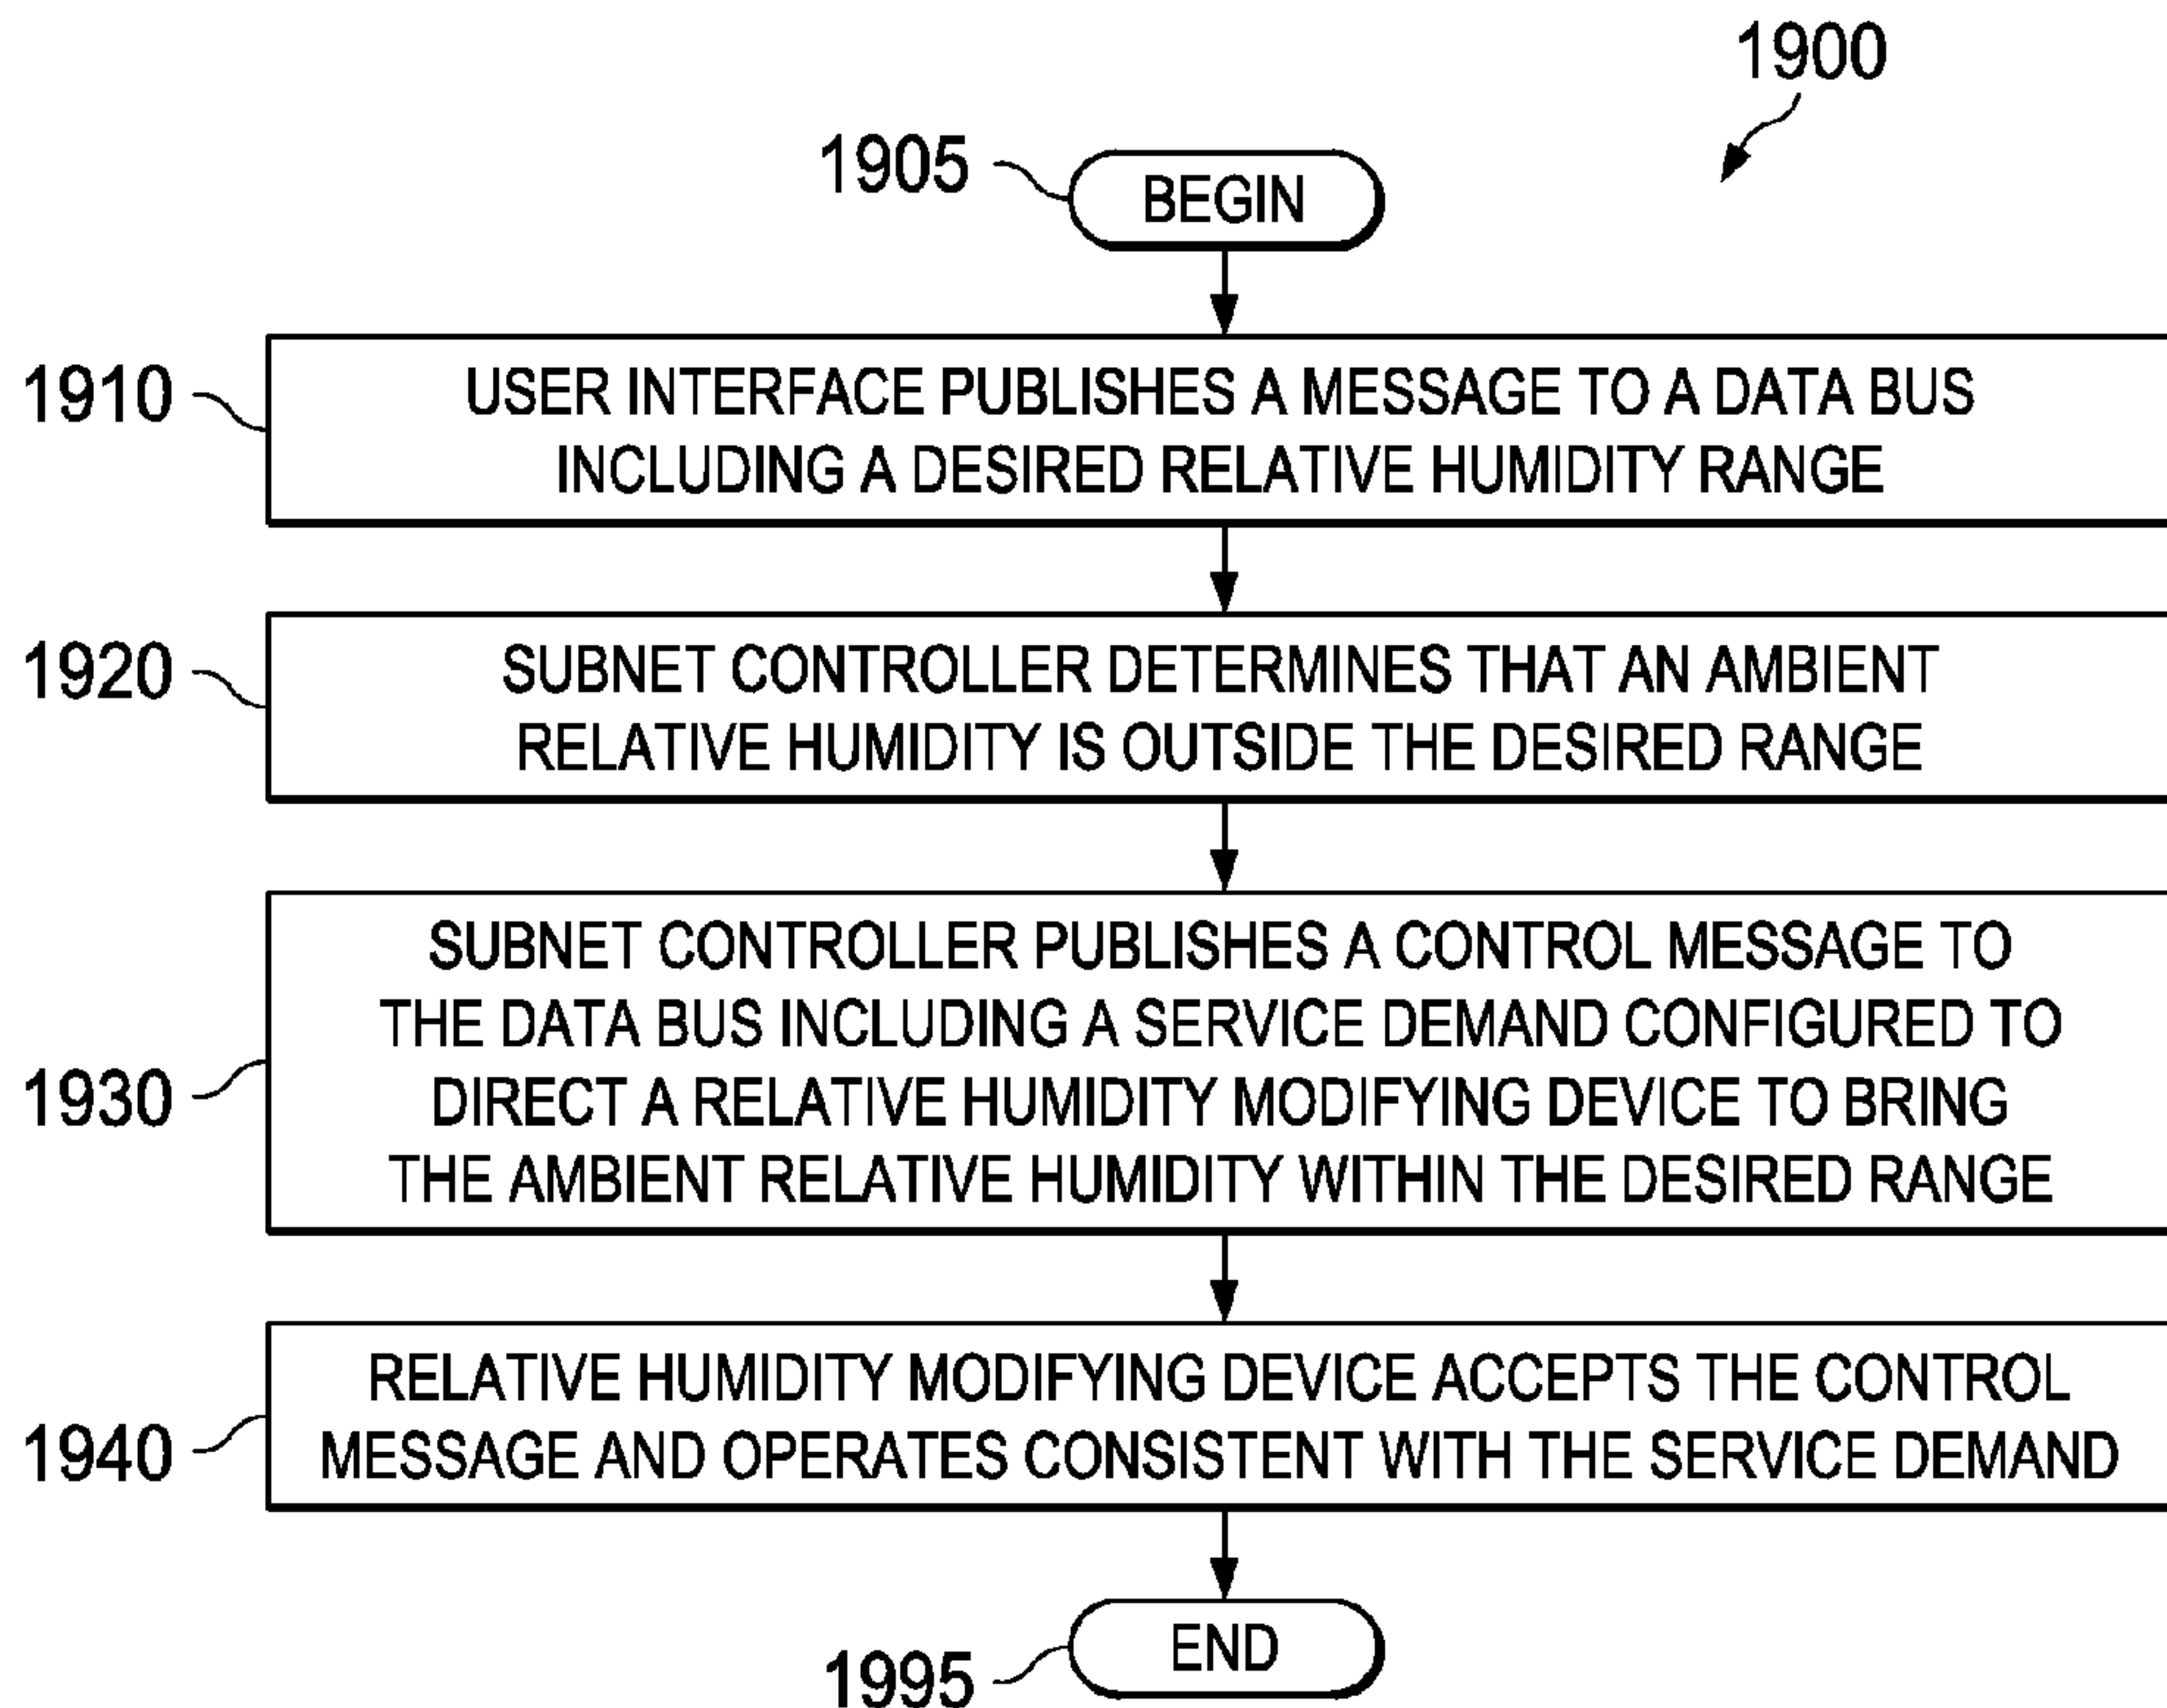 1900
1905
BEGIN
1910
USER INTERFACE PUBLISHES A MESSAGE TO A DATA BUS
INCLUDING A DESIRED RELATIVE HUMIDITY RANGE
1920
SUBNET CONTROLLER DETERMINES THAT AN AMBIENT
RELATIVE HUMIDITY IS OUTSIDE THE DESIRED RANGE
1930
SUBNET CONTROLLER PUBLISHES A CONTROL MESSAGE TO
THE DATA BUS INCLUDING A SERVICE DEMAND CONFIGURED TO
DIRECT A RELATIVE HUMIDITY MODIFYING DEVICE TO BRING
THE AMBIENT RELATIVE HUMIDITY WITHIN THE DESIRED RANGE
1940
RELATIVE HUMIDITY MODIFYING DEVICE ACCEPTS THE CONTROL
MESSAGE AND OPERATES CONSISTENT WITH THE SERVICE DEMAND
END
1995